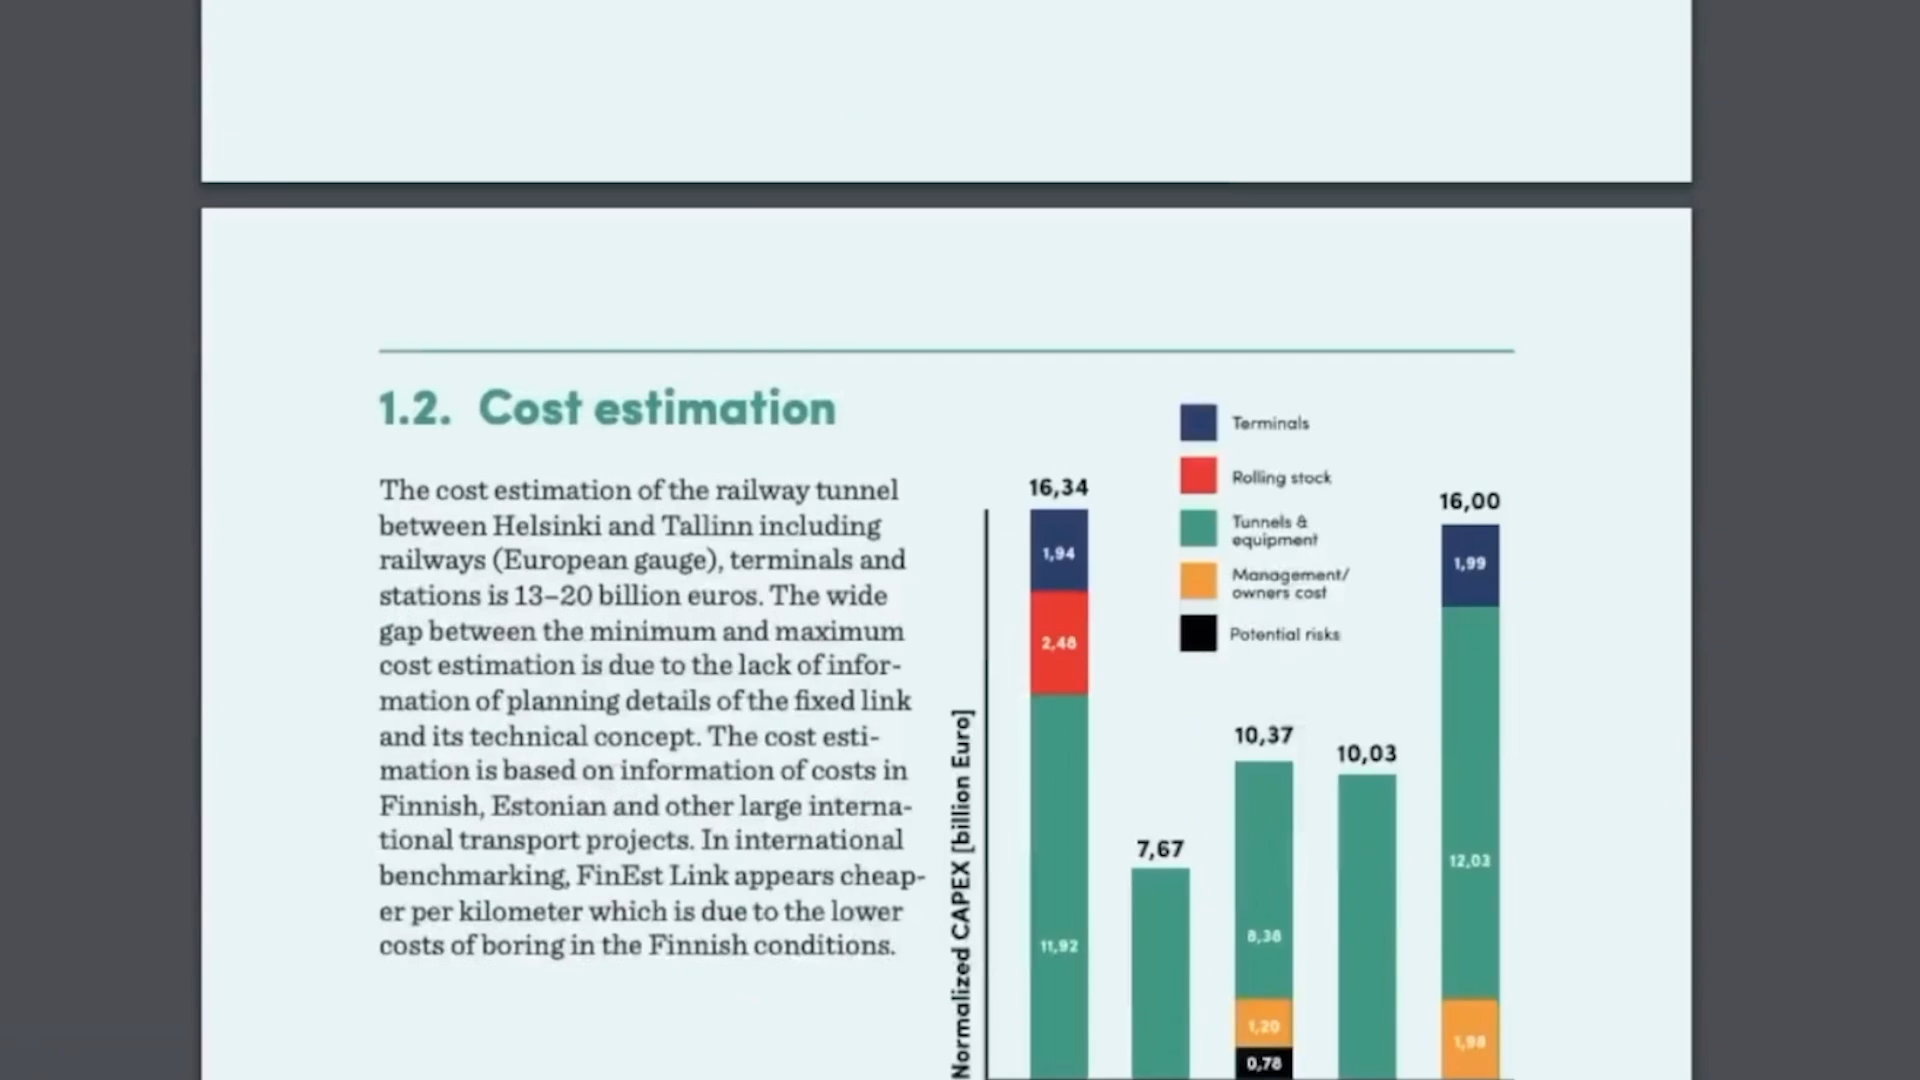 1.2. Cost estimation
The cost estimation of the railway tunnel
between Helsinki and Tallinn including
railways (European gauge), terminals and
stations is 13–20 billion euros. The wide
gap between the minimum and maximum
cost estimation is due to the lack of infor-
mation of planning details of the fixed link
and its technical concept. The cost esti-
mation is based on information of costs in
Finnish, Estonian and other large interna-
tional transport projects. In international
benchmarking, FinEst Link appears cheap-
er per kilometer which is due to the lower
costs of boring in the Finnish conditions.
Terminals
Rolling stock
Tunnels &
equipment
Management/
owners cost
Potential risks
Normalized CAPEX [billion Euro]
16,34
1,94
2,48
11,92
7,67
10,37
8,38
1,20
0,78
10,03
16,00
1,99
12,03
1,98